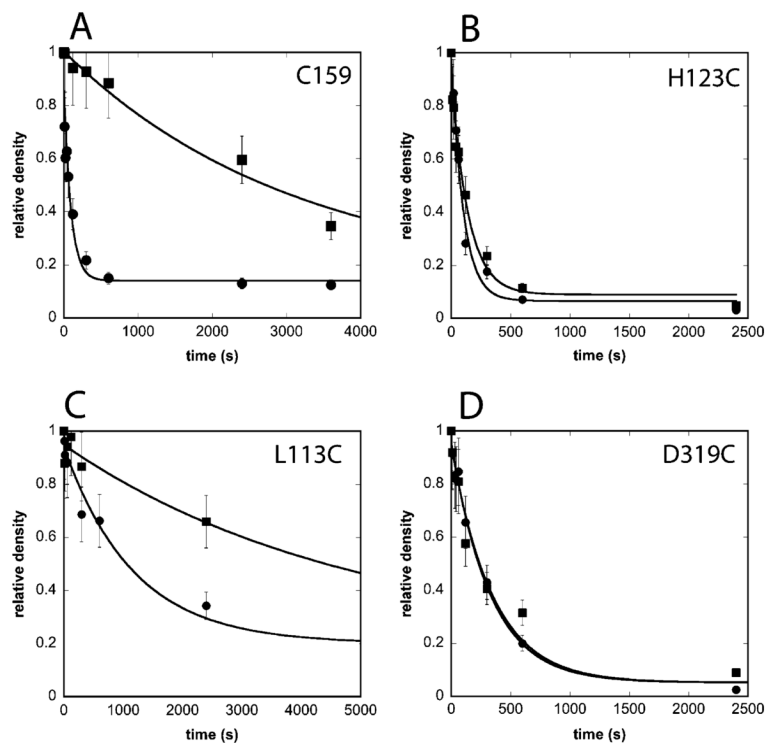 A
C159
relative density
1
0.8
0.6
0.4
0.2
0
0 1000 2000 3000 4000
time (s)
B
H123C
relative density
1
0.8
0.6
0.4
0.2
0
0 500 1000 1500 2000 2500
time (s)
C
L113C
relative density
1
0.8
0.6
0.4
0.2
0
0 1000 2000 3000 4000 5000
time (s)
D
D319C
relative density
1
0.8
0.6
0.4
0.2
0
0 500 1000 1500 2000 2500
time (s)